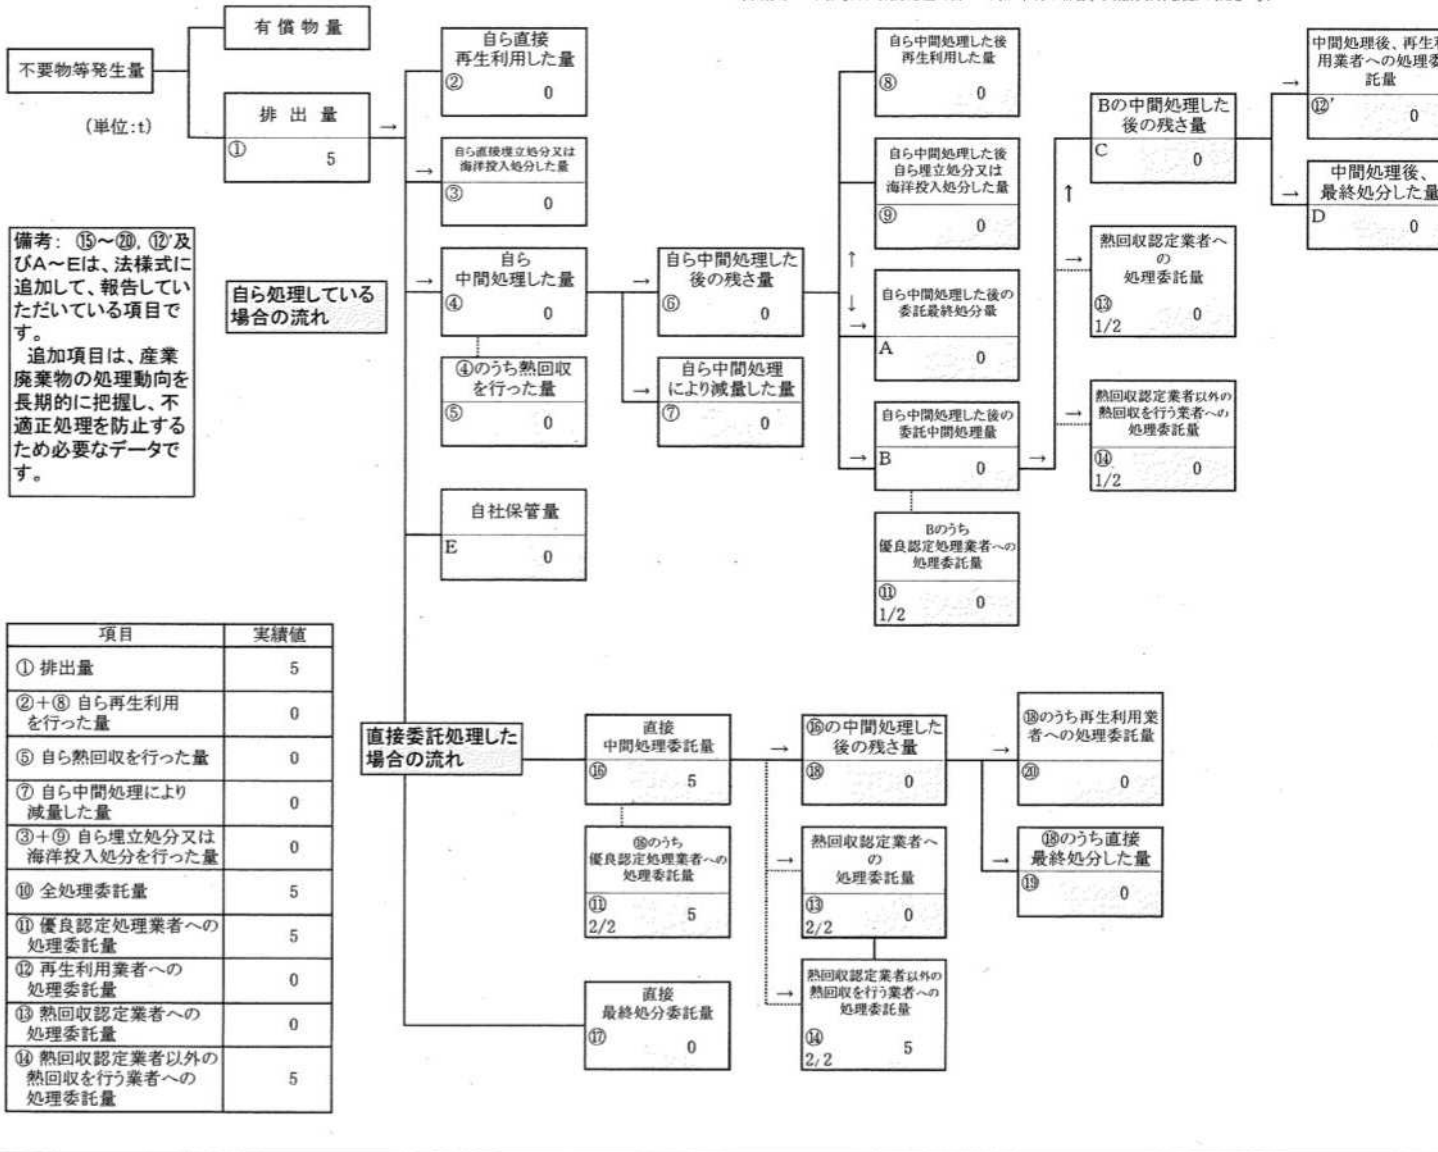 不要物等発生量
(単位:t)
有償物量
排出量
①
5
→
自ら直接
再生利用した量
②
0
→
自ら直接埋立処分又は
海洋投入処分した量
③
0
→
自ら
中間処理した量
④
0
④のうち熱回収
を行った量
⑤
0
自社保管量
E
0
→
自ら中間処理した
後の残さ量
⑥
0
→
自ら中間処理
により減量した量
⑦
0
自ら中間処理した後
再生利用した量
⑧
0
自ら中間処理した後
自ら埋立処分又は
海洋投入処分した量
⑨
0
↑
↓
→
自ら中間処理した後の
委託最終処分量
A
0
→
自ら中間処理した後の
委託中間処理量
B
0
→
Bのうち
優良認定処理業者への
処理委託量
⑪
1/2
0
Bの中間処理した
後の残さ量
C
0
↑
→
熱回収認定業者へ
の
処理委託量
⑬
1/2
0
→
熱回収認定業者以外の
熱回収を行う業者への
処理委託量
⑭
1/2
0
→
中間処理後、再生利
用業者への処理委
託量
⑫'
0
→
中間処理後、
最終処分した量
D
0
備考: ⑮～⑳, ⑫'及
びA～Eは、法様式に
追加して、報告してい
ただいている項目で
す。
追加項目は、産業
廃棄物の処理動向を
長期的に把握し、不
適正処理を防止する
ため必要なデータで
す。
自ら処理している
場合の流れ
項目 実績値
① 排出量 5
②+⑧ 自ら再生利用
を行った量 0
⑤ 自ら熱回収を行った量 0
⑦ 自ら中間処理により
減量した量 0
③+⑨ 自ら埋立処分又は
海洋投入処分を行った量 0
⑩ 全処理委託量 5
⑪ 優良認定処理業者への
処理委託量 5
⑫ 再生利用業者への
処理委託量 0
⑬ 熱回収認定業者への
処理委託量 0
⑭ 熱回収認定業者以外の
熱回収を行う業者への
処理委託量 5
直接委託処理した
場合の流れ
直接
中間処理委託量
⑯
5
→
⑯のうち
優良認定処理業者への
処理委託量
⑪
2/2
5
直接
最終処分委託量
⑰
0
⑯の中間処理した
後の残さ量
⑱
0
→
熱回収認定業者へ
の
処理委託量
⑬
2/2
0
→
熱回収認定業者以外の
熱回収を行う業者への
処理委託量
⑭
2/2
5
→
⑱のうち再生利用業
者への処理委託量
⑳
0
→
⑱のうち直接
最終処分した量
⑲
0